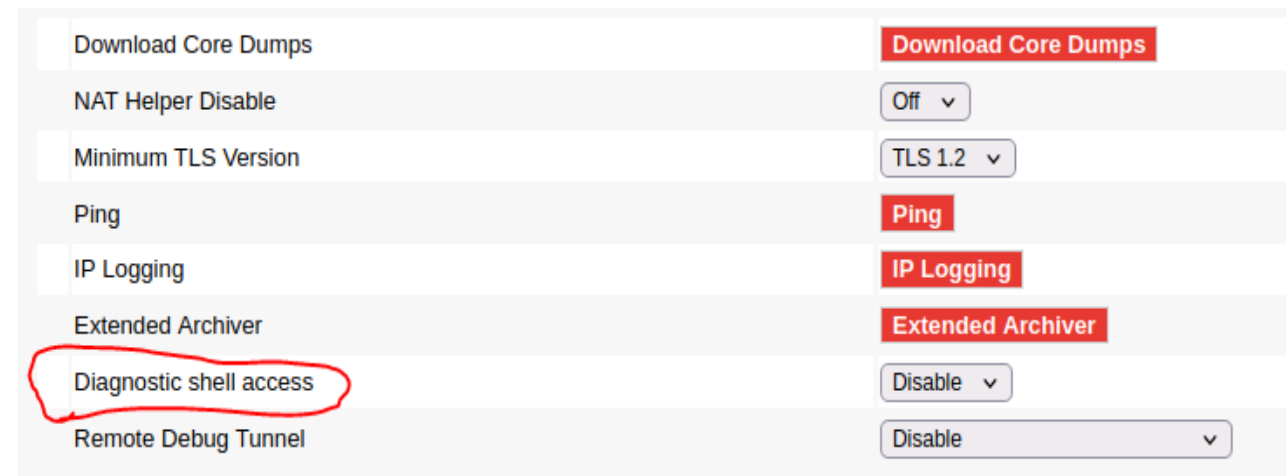 Download Core Dumps Download Core Dumps
NAT Helper Disable Off
Minimum TLS Version TLS 1.2
Ping Ping
IP Logging IP Logging
Extended Archiver Extended Archiver
Diagnostic shell access Disable
Remote Debug Tunnel Disable